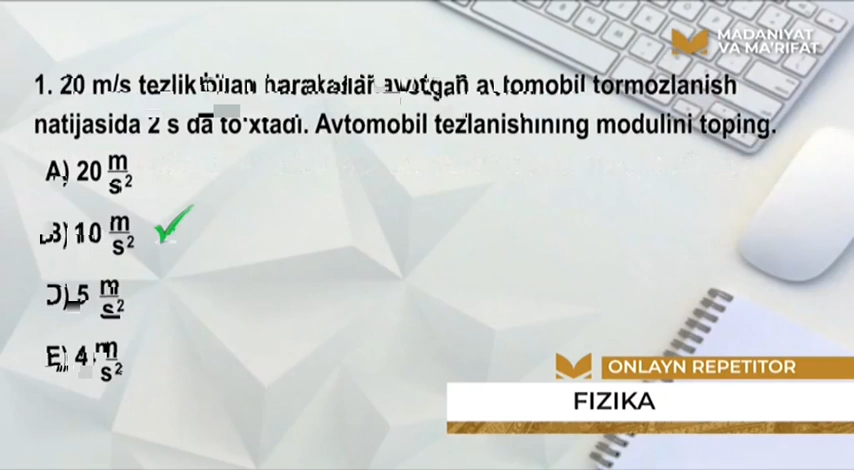 MADANIYAT
VA MA'RIFAT
1. 20 m/s tezlik bilan harakatlanayotgan avtomobil tormozlanish
natijasida 2 s da to'xtadi. Avtomobil tezlanishining modulini toping.
A) 20 m/s²
B) 10 m/s²
D) 5 m/s²
E) 4 m/s²
ONLAYN REPETITOR
FIZIKA